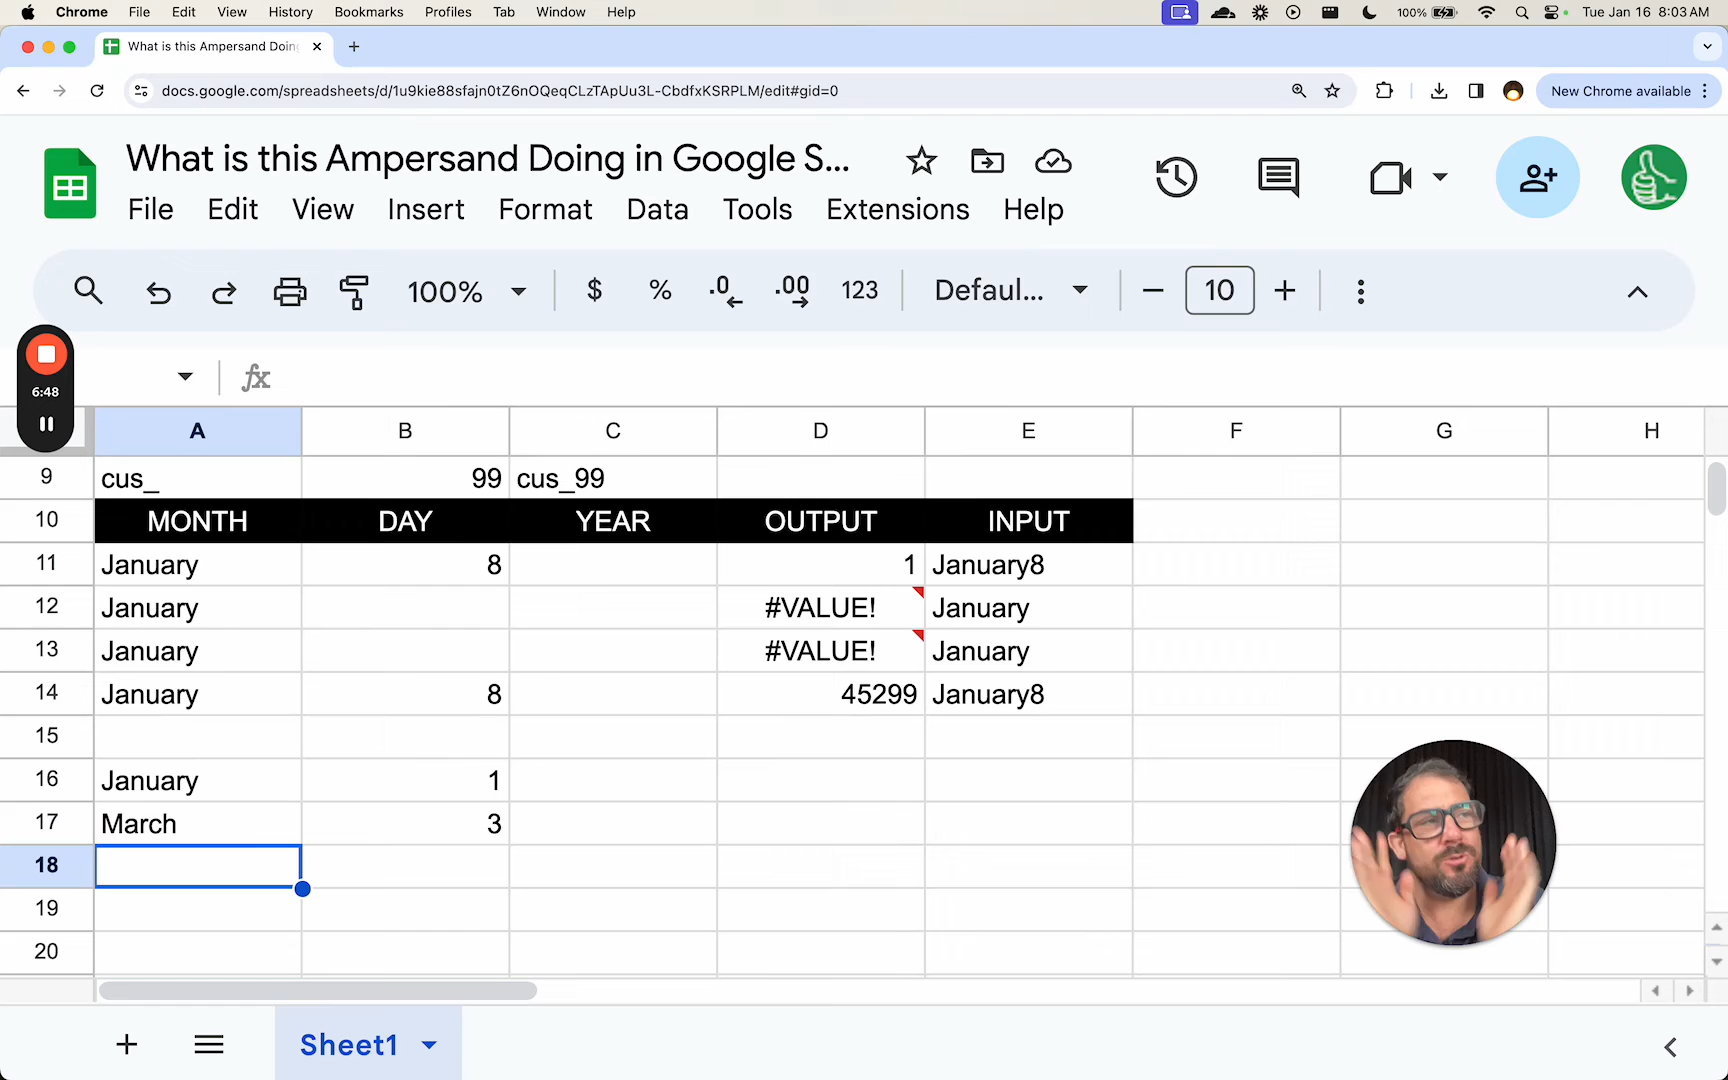 Chrome File Edit View History Bookmarks Profiles Tab Window Help 100% Tue Jan 16 8:03 AM
What is this Ampersand Doin
docs.google.com/spreadsheets/d/1u9kie88sfajn0tZ6nOQeqCLzTApUu3L-CbdfxKSRPLM/edit#gid=0 New Chrome available
What is this Ampersand Doing in Google S...
File Edit View Insert Format Data Tools Extensions Help
100% $ % .0 .00 123 Defaul... 10
6:48
fx
A B C D E F G H
9 cus_ 99 cus_99
10 MONTH DAY YEAR OUTPUT INPUT
11 January 8 1 January8
12 January #VALUE! January
13 January #VALUE! January
14 January 8 45299 January8
15
16 January 1
17 March 3
18
19
20
Sheet1